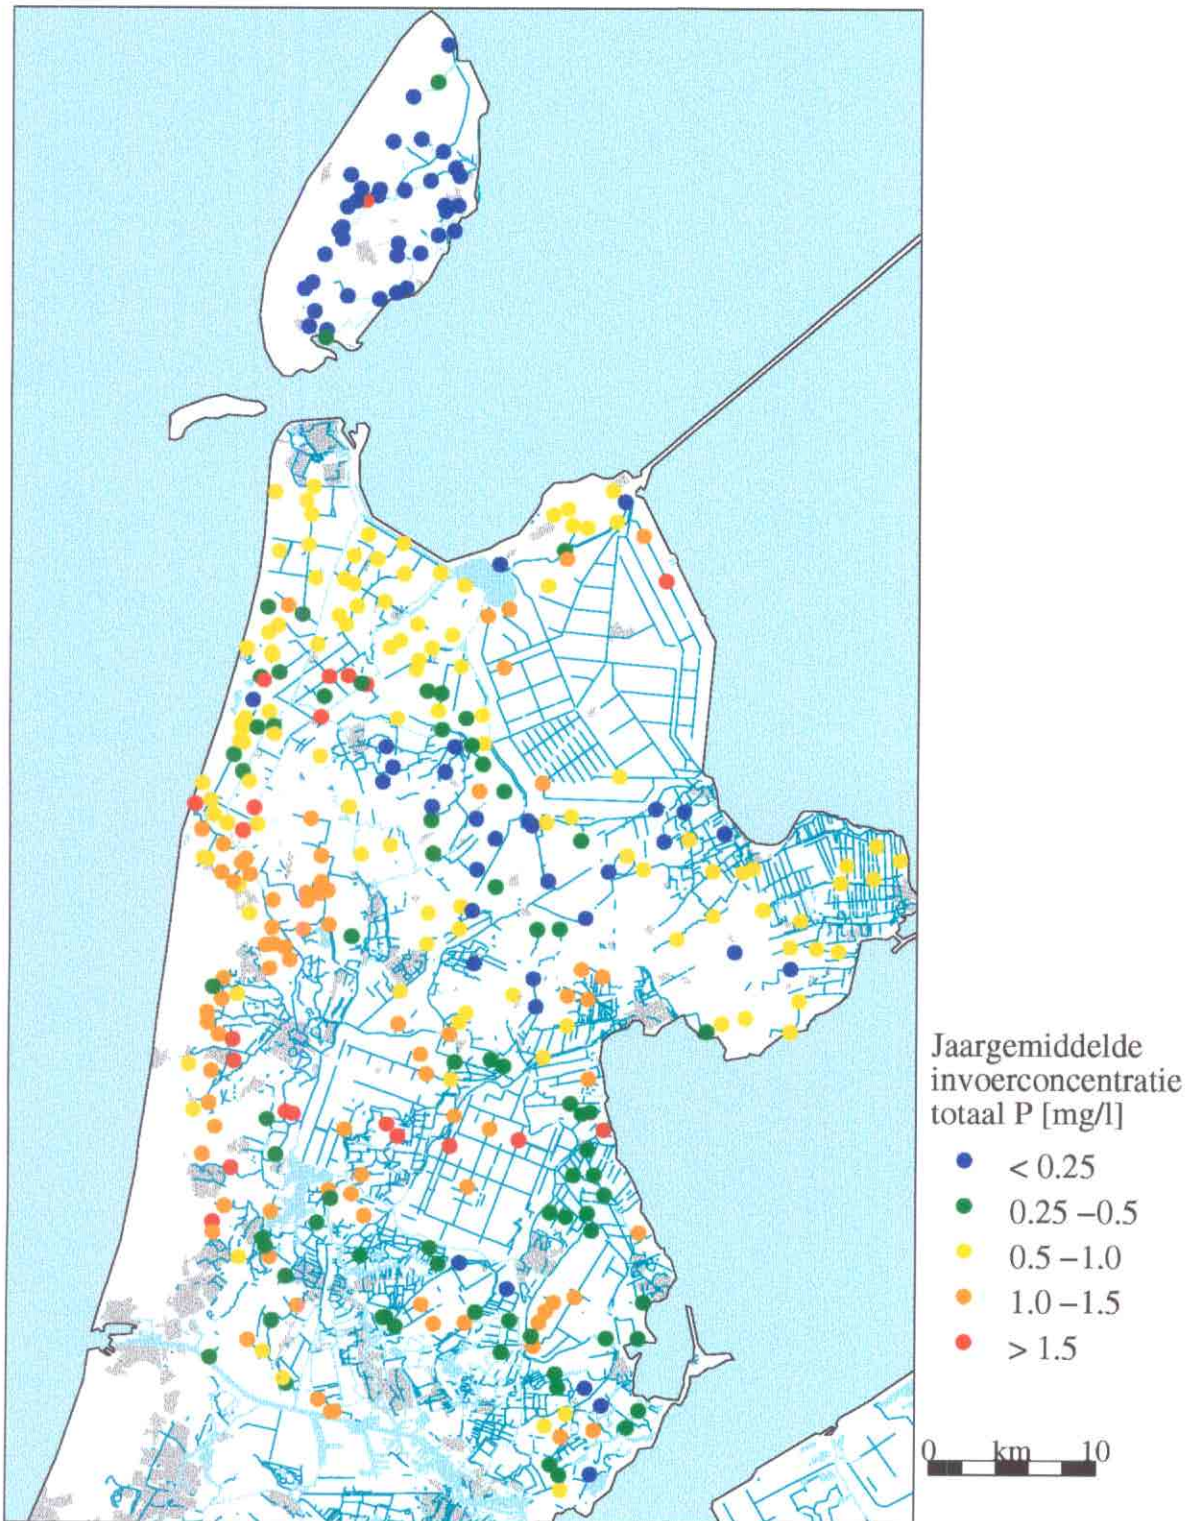 Jaargemiddelde
invoerconcentratie
totaal P [mg/l]
< 0.25
0.25 –0.5
0.5 –1.0
1.0 –1.5
> 1.5
0 km 10